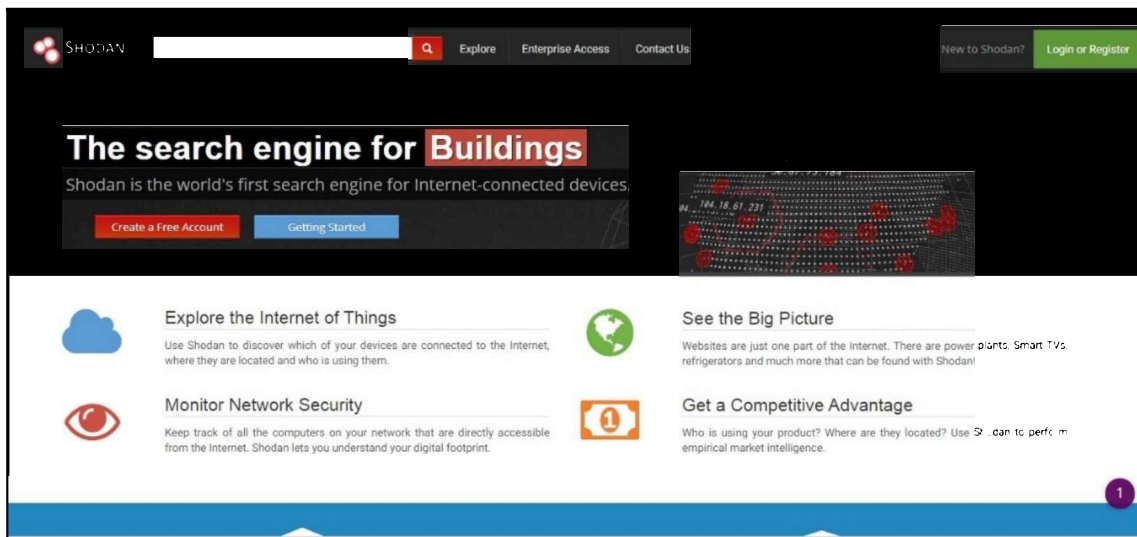 SHODAN
Explore
Enterprise Access
Contact Us
New to Shodan?
Login or Register
The search engine for Buildings
Shodan is the world's first search engine for Internet-connected devices.
Create a Free Account
Getting Started
104.18.61.231
Explore the Internet of Things
Use Shodan to discover which of your devices are connected to the Internet,
where they are located and who is using them.
See the Big Picture
Websites are just one part of the Internet. There are power plants, Smart TVs,
refrigerators and much more that can be found with Shodan!
Monitor Network Security
Keep track of all the computers on your network that are directly accessible
from the Internet. Shodan lets you understand your digital footprint.
Get a Competitive Advantage
1
Who is using your product? Where are they located? Use Shodan to perform
empirical market intelligence.
1